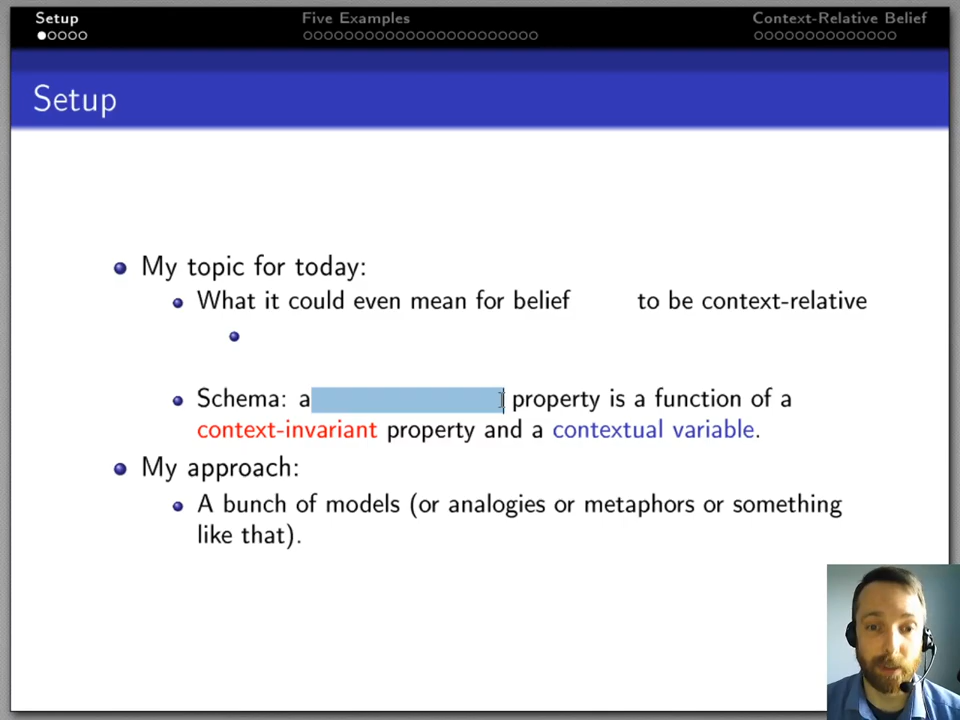 Setup
Five Examples
Context-Relative Belief
Setup
My topic for today:
What it could even mean for belief to be context-relative
Schema: a property is a function of a
context-invariant property and a contextual variable.
My approach:
A bunch of models (or analogies or metaphors or something
like that).